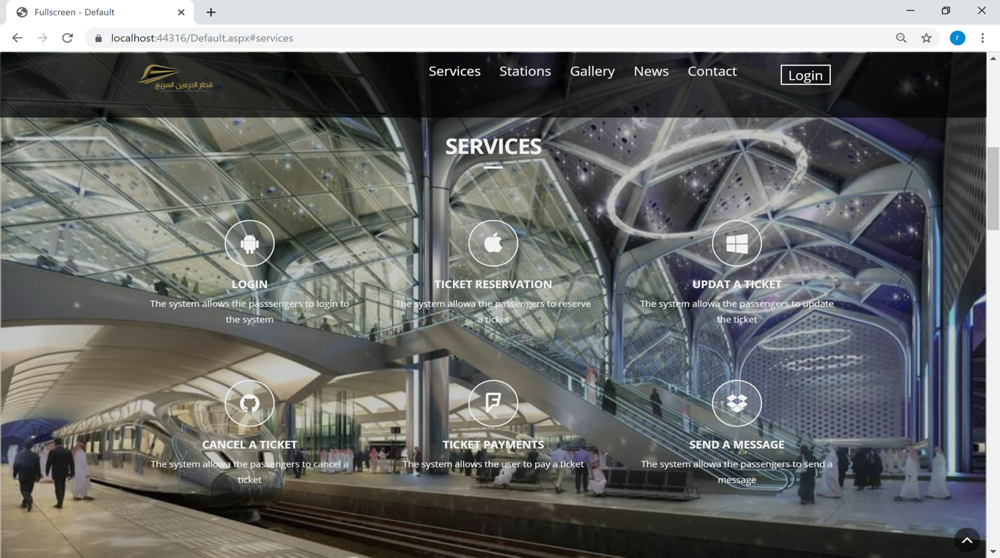 Fullscreen - Default
localhost:44316/Default.aspx#services
r
قطار الحرمين السريع
Services Stations Gallery News Contact Login
SERVICES
LOGIN
The system allows the passsengers to login to
the system
TICKET RESERVATION
The system allowa the passengers to reserve
a ticket
UPDAT A TICKET
The system allowa the passsengers to update
the ticket
CANCEL A TICKET
The system allowa the passengers to cancel a
ticket
TICKET PAYMENTS
The system allows the user to pay a ticket
SEND A MESSAGE
The system allowa the passengers to send a
message